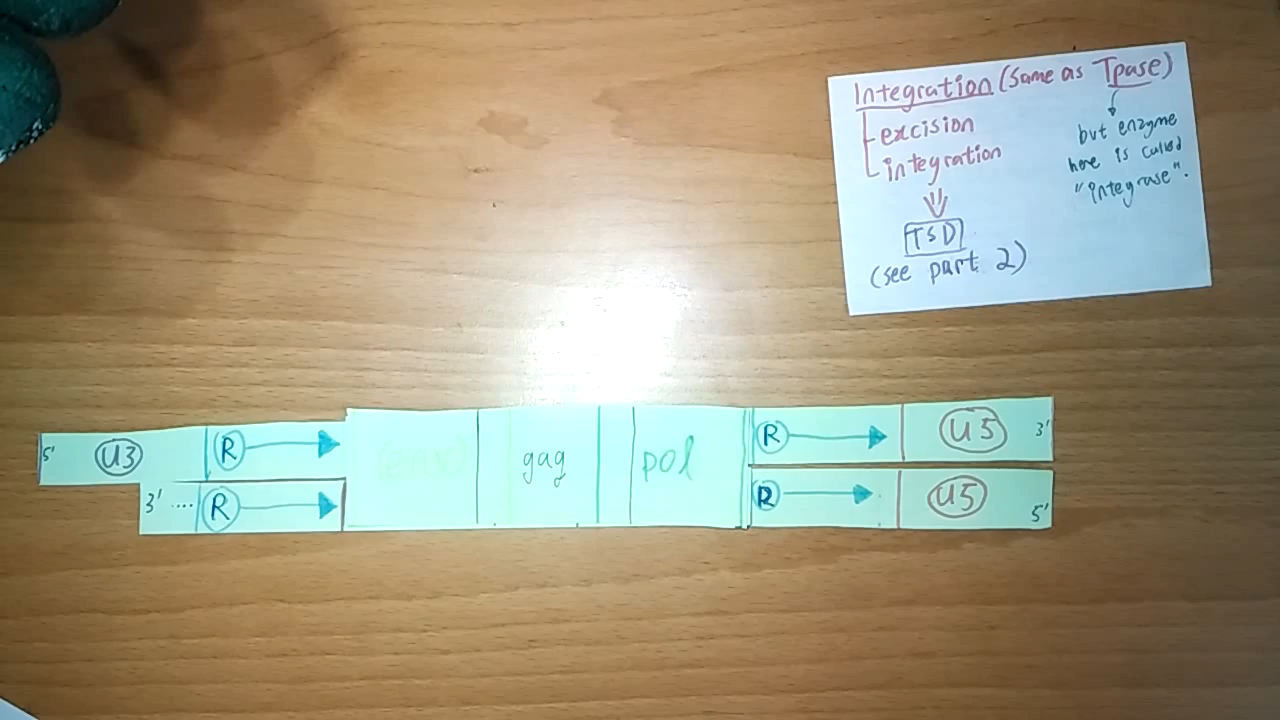 Integration (same as Tpase)
excision
integration
but enzyme
here is called
"integrase".
TSD
(see part 2)
5' U3 R
3' .... R
gag
pol
R U5 3'
R U5 5'